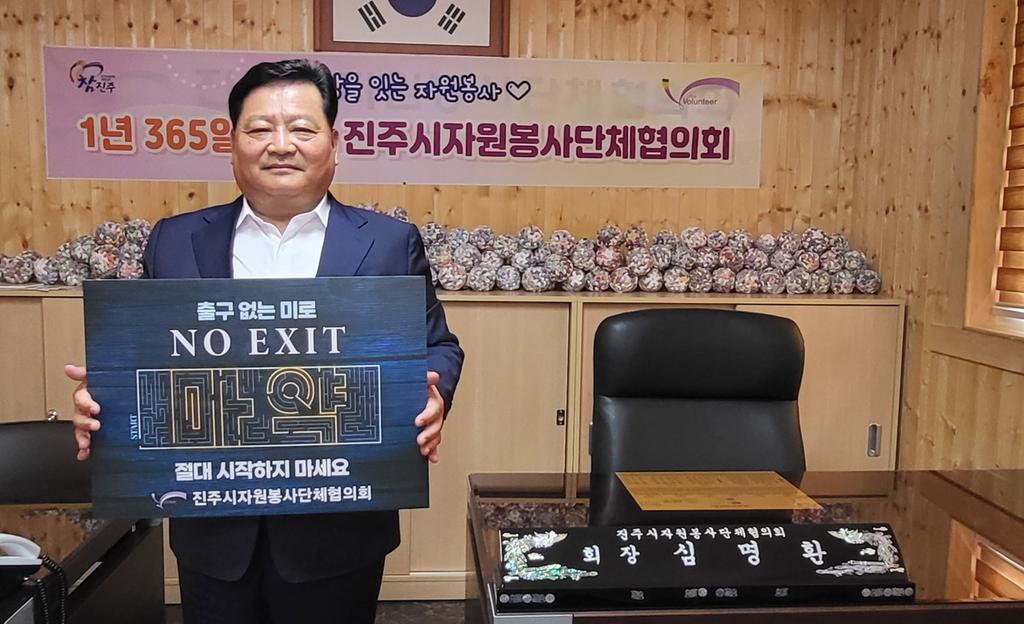 참진주
을 잇는 자원봉사♡
Volunteer
1년 365일
진주시자원봉사단체협의회
출구 없는 미로
NO EXIT
START
마약
절대 시작하지 마세요
진주시자원봉사단체협의회
진주시자원봉사단체협의회
회장 심명환